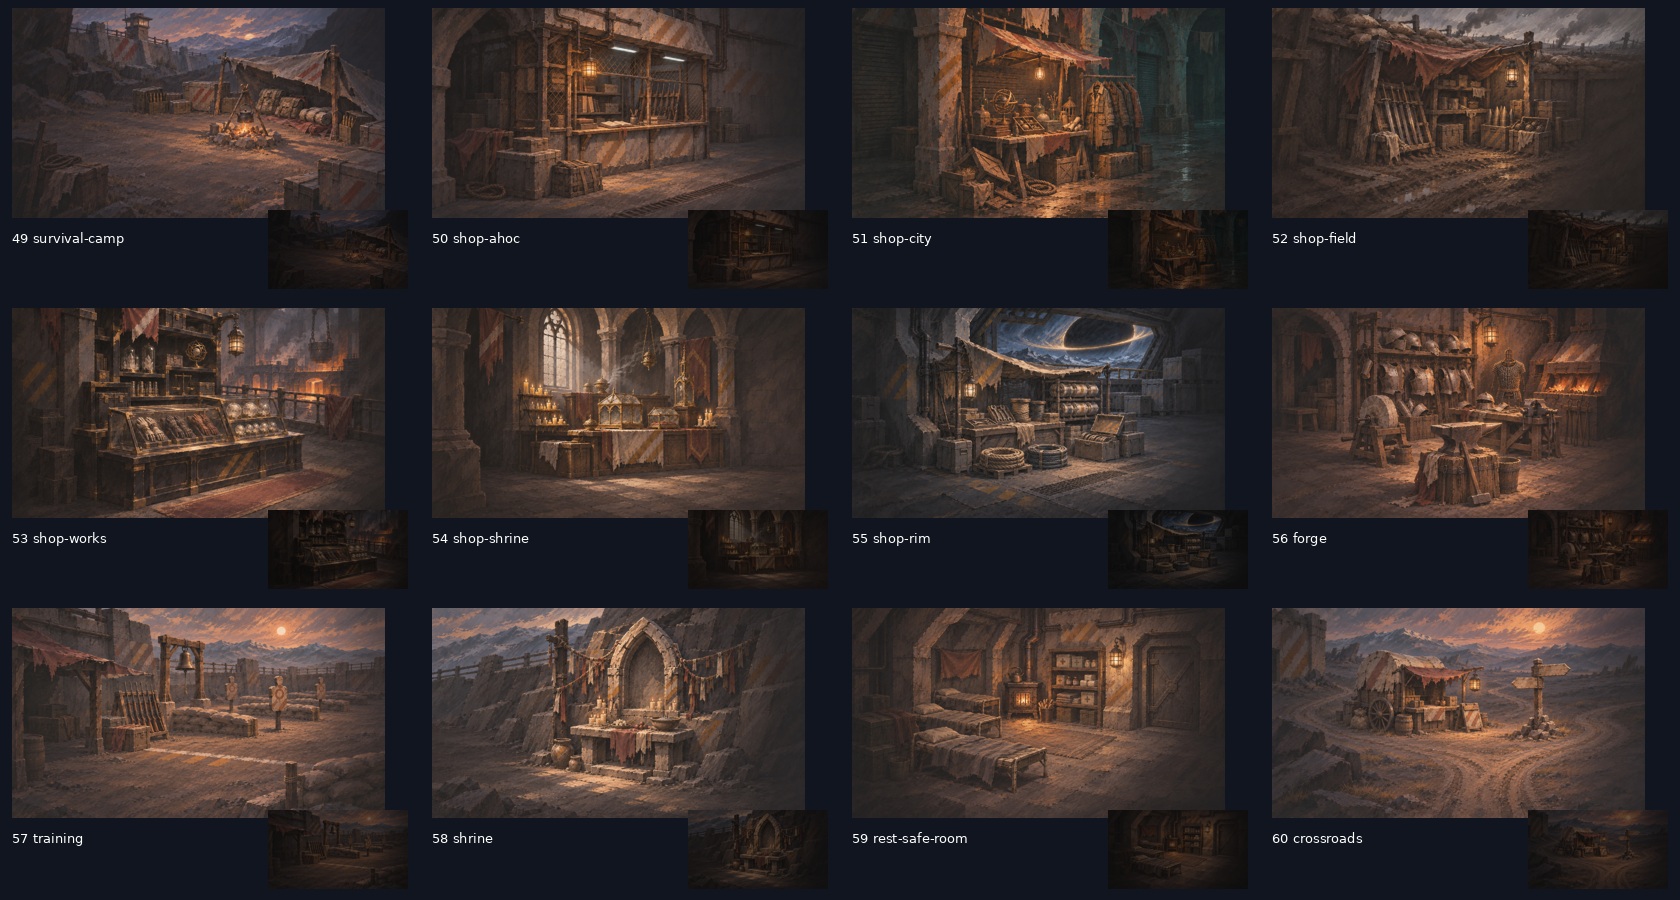 49 survival-camp
50 shop-ahoc
51 shop-city
52 shop-field
53 shop-works
54 shop-shrine
55 shop-rim
56 forge
57 training
58 shrine
59 rest-safe-room
60 crossroads